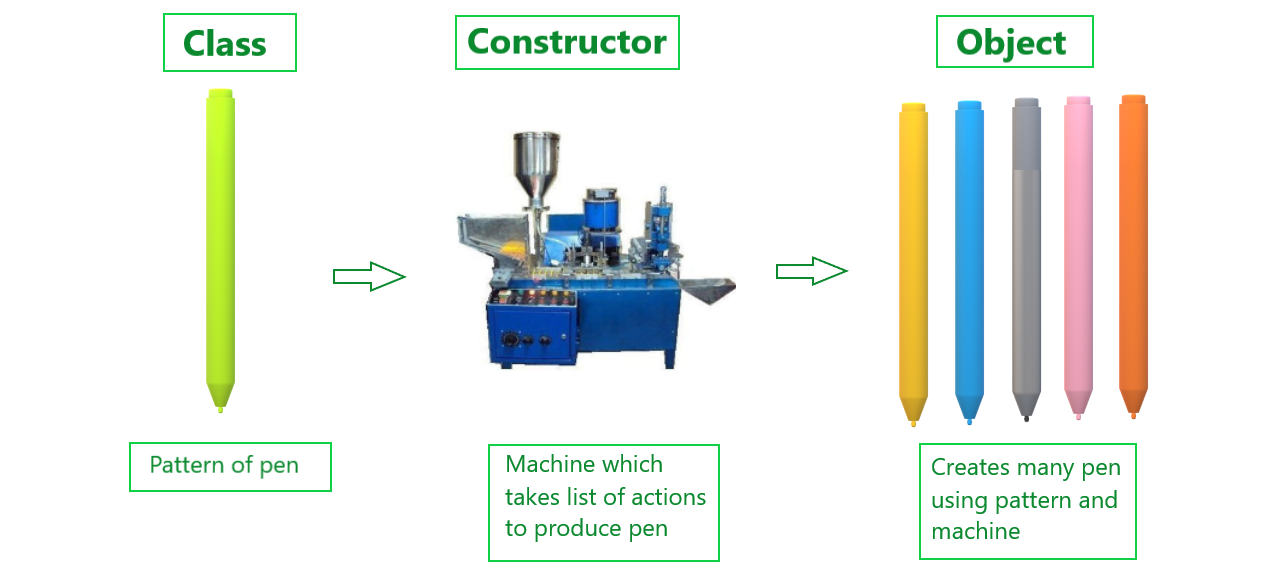 Class
Constructor
Object
Pattern of pen
Machine which
takes list of actions
to produce pen
Creates many pen
using pattern and
machine